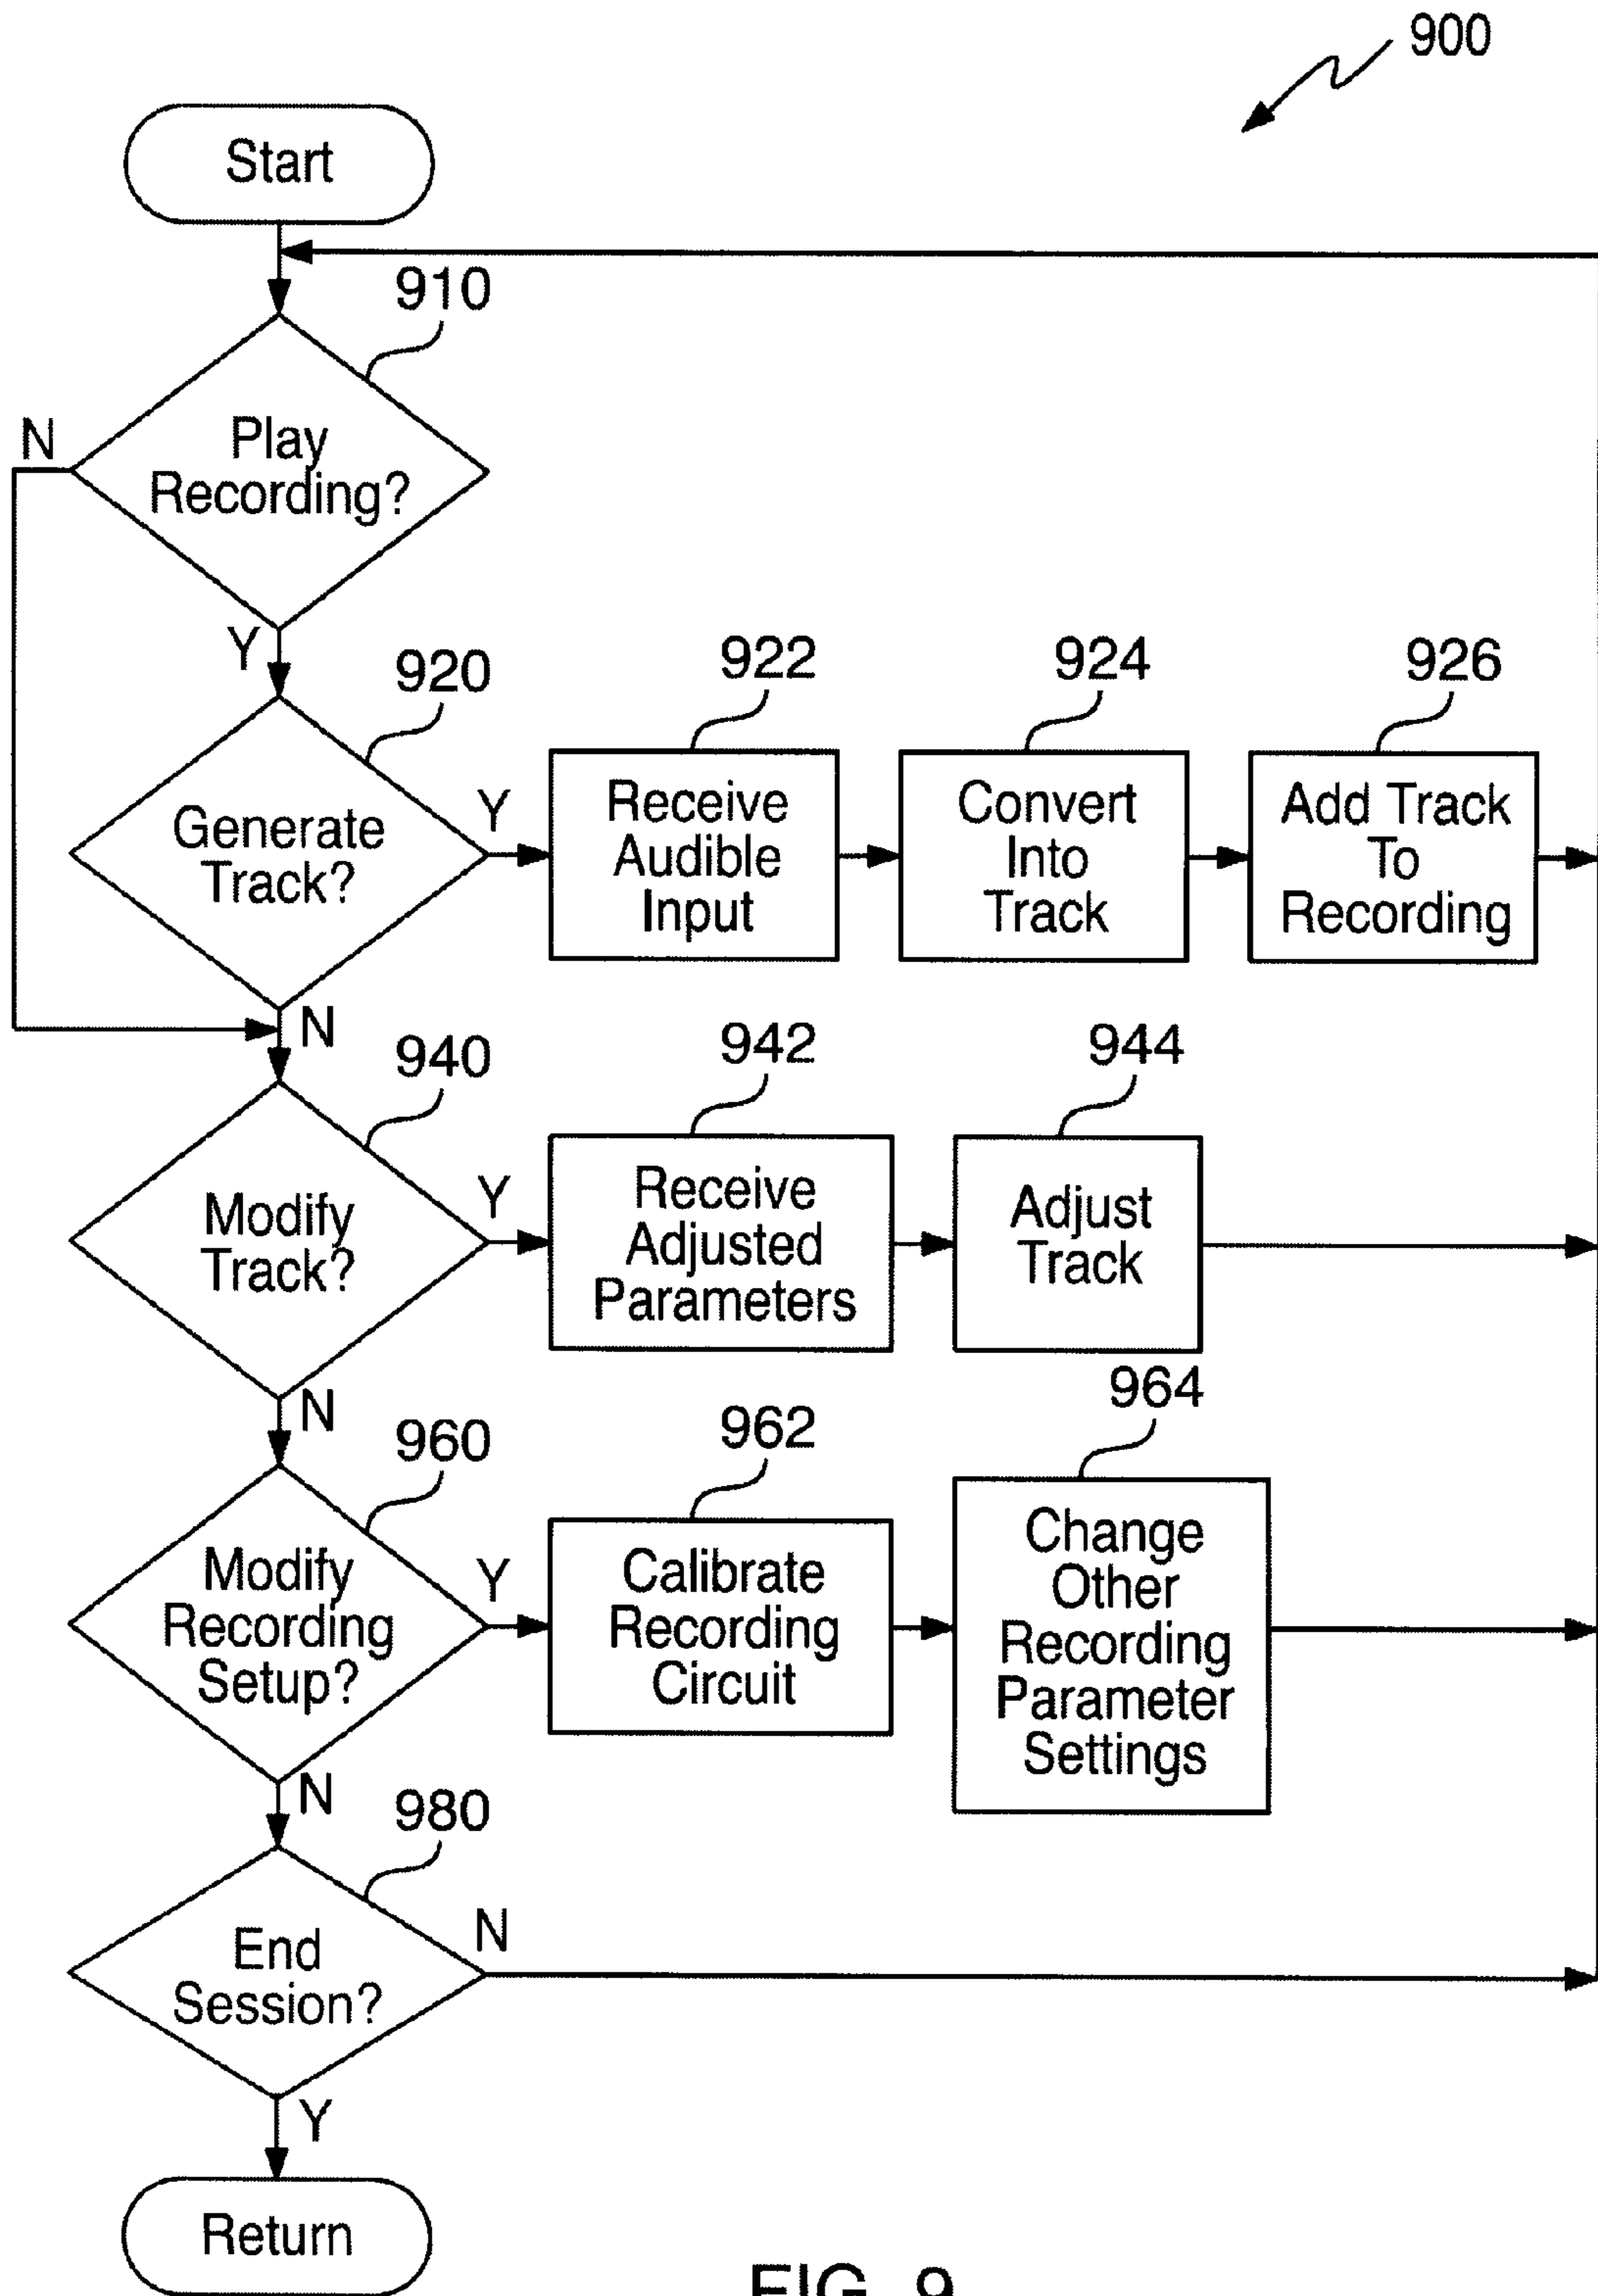 900
Start
910
N
Play
Recording?
Y
920
922
924
926
Generate
Track?
Y
Receive
Audible
Input
Convert
Into
Track
Add Track
To
Recording
N
940
942
944
Modify
Track?
Y
Receive
Adjusted
Parameters
Adjust
Track
N
960
962
964
Modify
Recording
Setup?
Y
Calibrate
Recording
Circuit
Change
Other
Recording
Parameter
Settings
N
980
End
Session?
N
Y
Return
FIG. 9